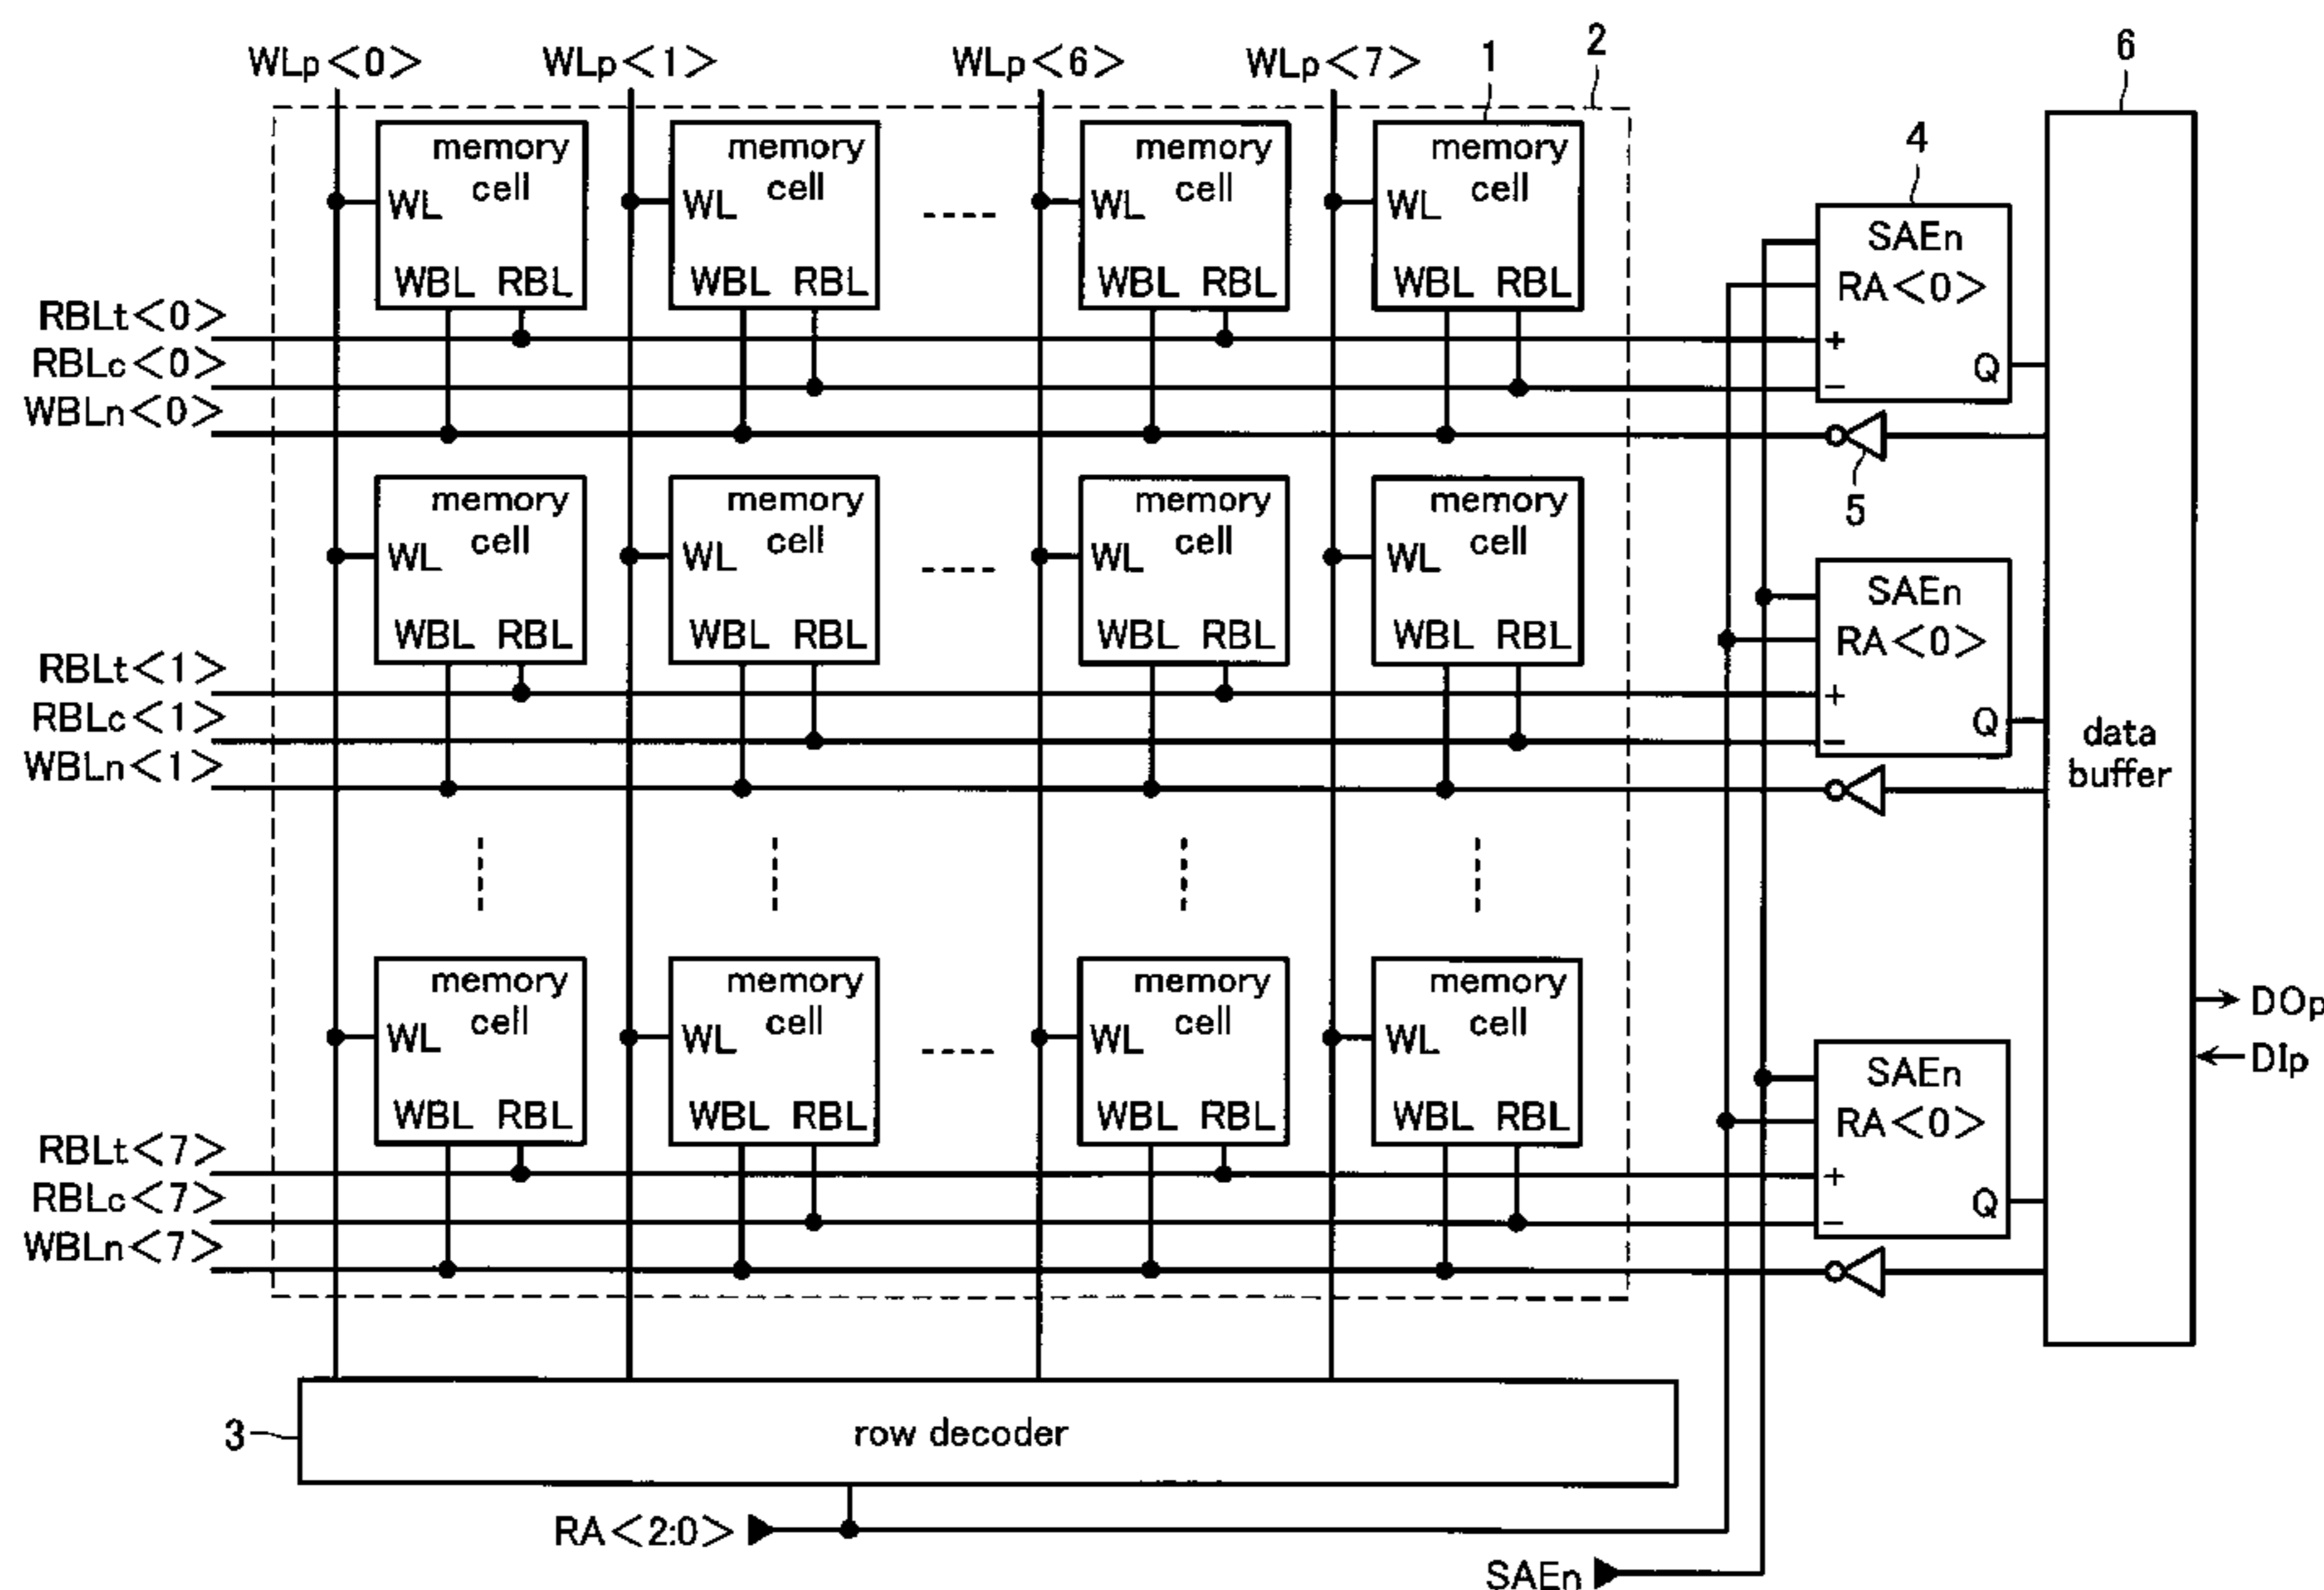 WLp<0> WLp<1> WLp<6> WLp<7> 1 2 6
memory cell WL WBL RBL
memory cell WL WBL RBL
----
memory cell WL WBL RBL
memory cell WL WBL RBL
4
SAEn
RA<0>
+
Q
−
RBLt<0>
RBLc<0>
WBLn<0>
5
memory cell WL WBL RBL
memory cell WL WBL RBL
----
memory cell WL WBL RBL
memory cell WL WBL RBL
SAEn
RA<0>
+
Q
−
RBLt<1>
RBLc<1>
WBLn<1>
data
buffer
memory cell WL WBL RBL
memory cell WL WBL RBL
----
memory cell WL WBL RBL
memory cell WL WBL RBL
DOp
DIp
SAEn
RA<0>
+
Q
−
RBLt<7>
RBLc<7>
WBLn<7>
3
row decoder
RA<2:0>
SAEn